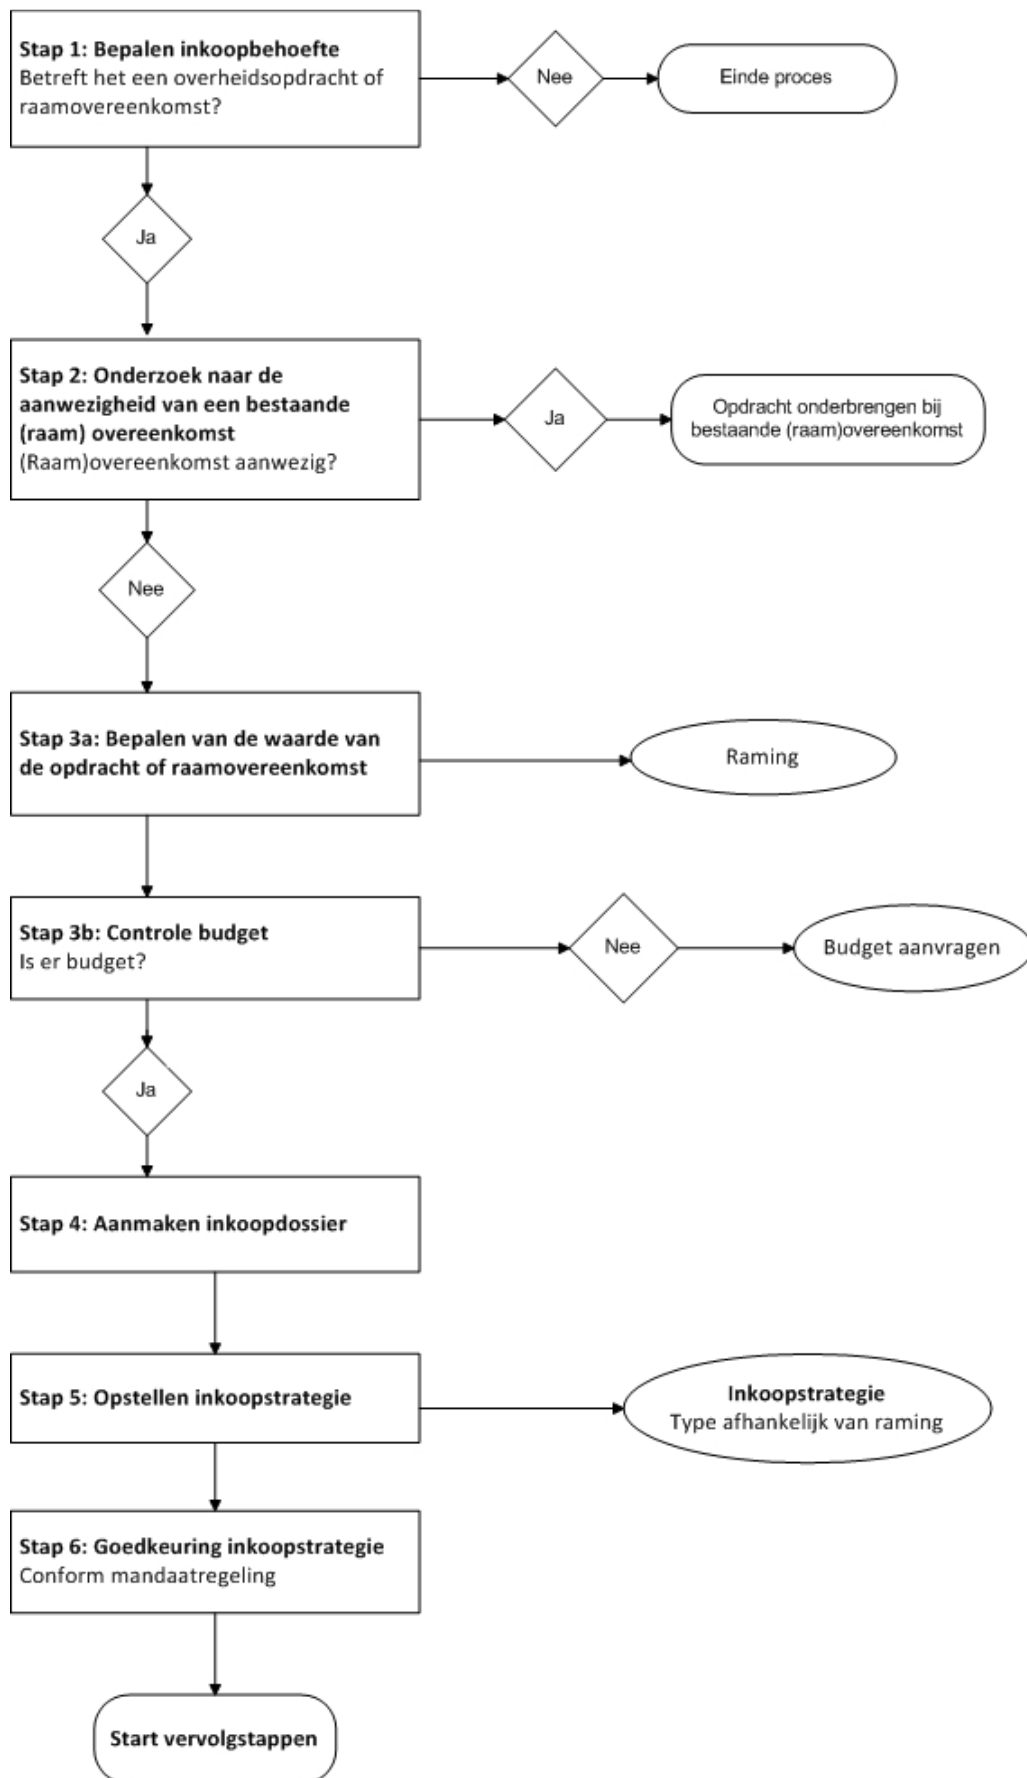 Stap 1: Bepalen inkoopbehoefte
Betreft het een overheidsopdracht of
raamovereenkomst?
Nee
Einde proces
Ja
Stap 2: Onderzoek naar de
aanwezigheid van een bestaande
(raam) overeenkomst
(Raam)overeenkomst aanwezig?
Ja
Opdracht onderbrengen bij
bestaande (raam)overeenkomst
Nee
Stap 3a: Bepalen van de waarde van
de opdracht of raamovereenkomst
Raming
Stap 3b: Controle budget
Is er budget?
Nee
Budget aanvragen
Ja
Stap 4: Aanmaken inkoopdossier
Stap 5: Opstellen inkoopstrategie
Inkoopstrategie
Type afhankelijk van raming
Stap 6: Goedkeuring inkoopstrategie
Conform mandaatregeling
Start vervolgstappen